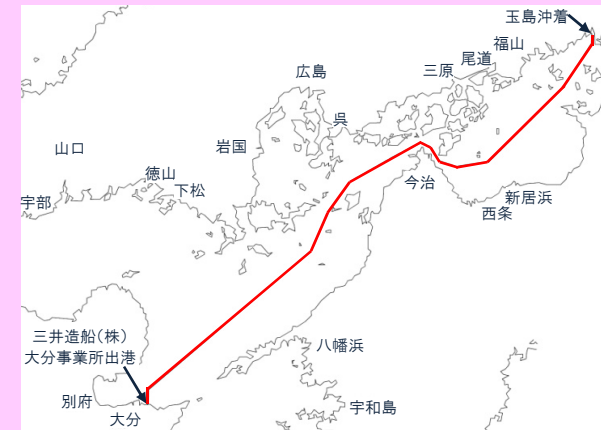 玉島沖着
福山
尾道
三原
広島
呉
岩国
山口
徳山
下松
宇部
今治
新居浜
西条
三井造船(株)
大分事業所出港
八幡浜
別府
大分
宇和島